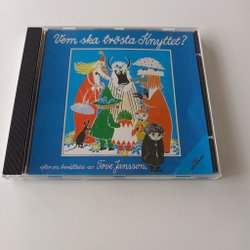 Vem ska trösta Knyttet?
efter en berättelse av Tove Jansson